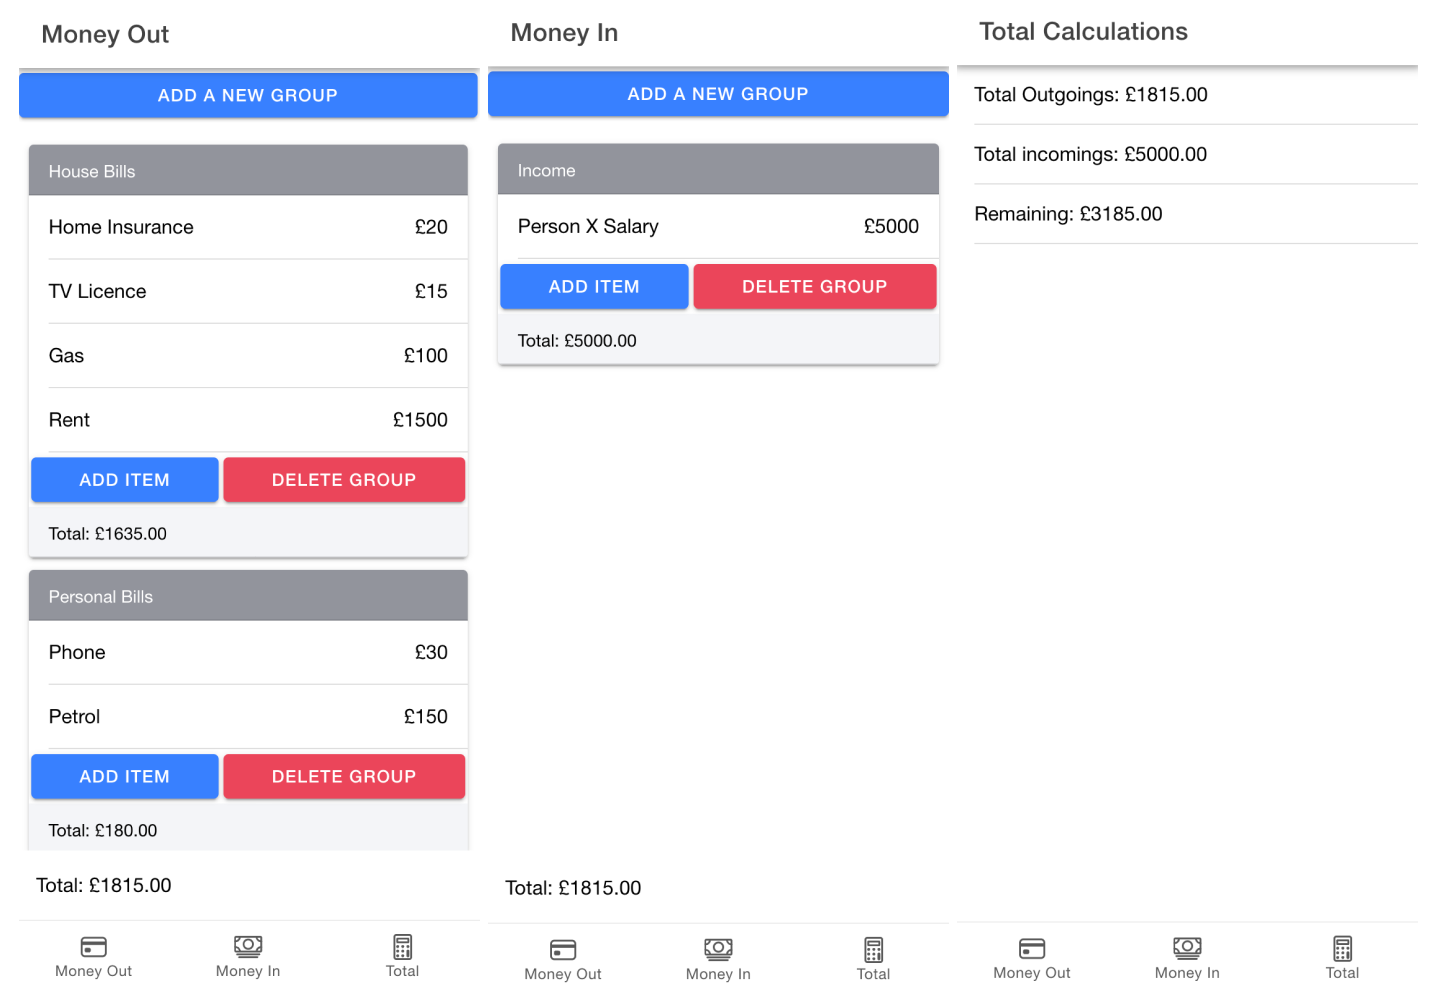 Money Out
ADD A NEW GROUP
House Bills
Home Insurance £20
TV Licence £15
Gas £100
Rent £1500
ADD ITEM DELETE GROUP
Total: £1635.00
Personal Bills
Phone £30
Petrol £150
ADD ITEM DELETE GROUP
Total: £180.00
Total: £1815.00
Money Out Money In Total
Money In
ADD A NEW GROUP
Income
Person X Salary £5000
ADD ITEM DELETE GROUP
Total: £5000.00
Total: £1815.00
Money Out Money In Total
Total Calculations
Total Outgoings: £1815.00
Total incomings: £5000.00
Remaining: £3185.00
Money Out Money In Total